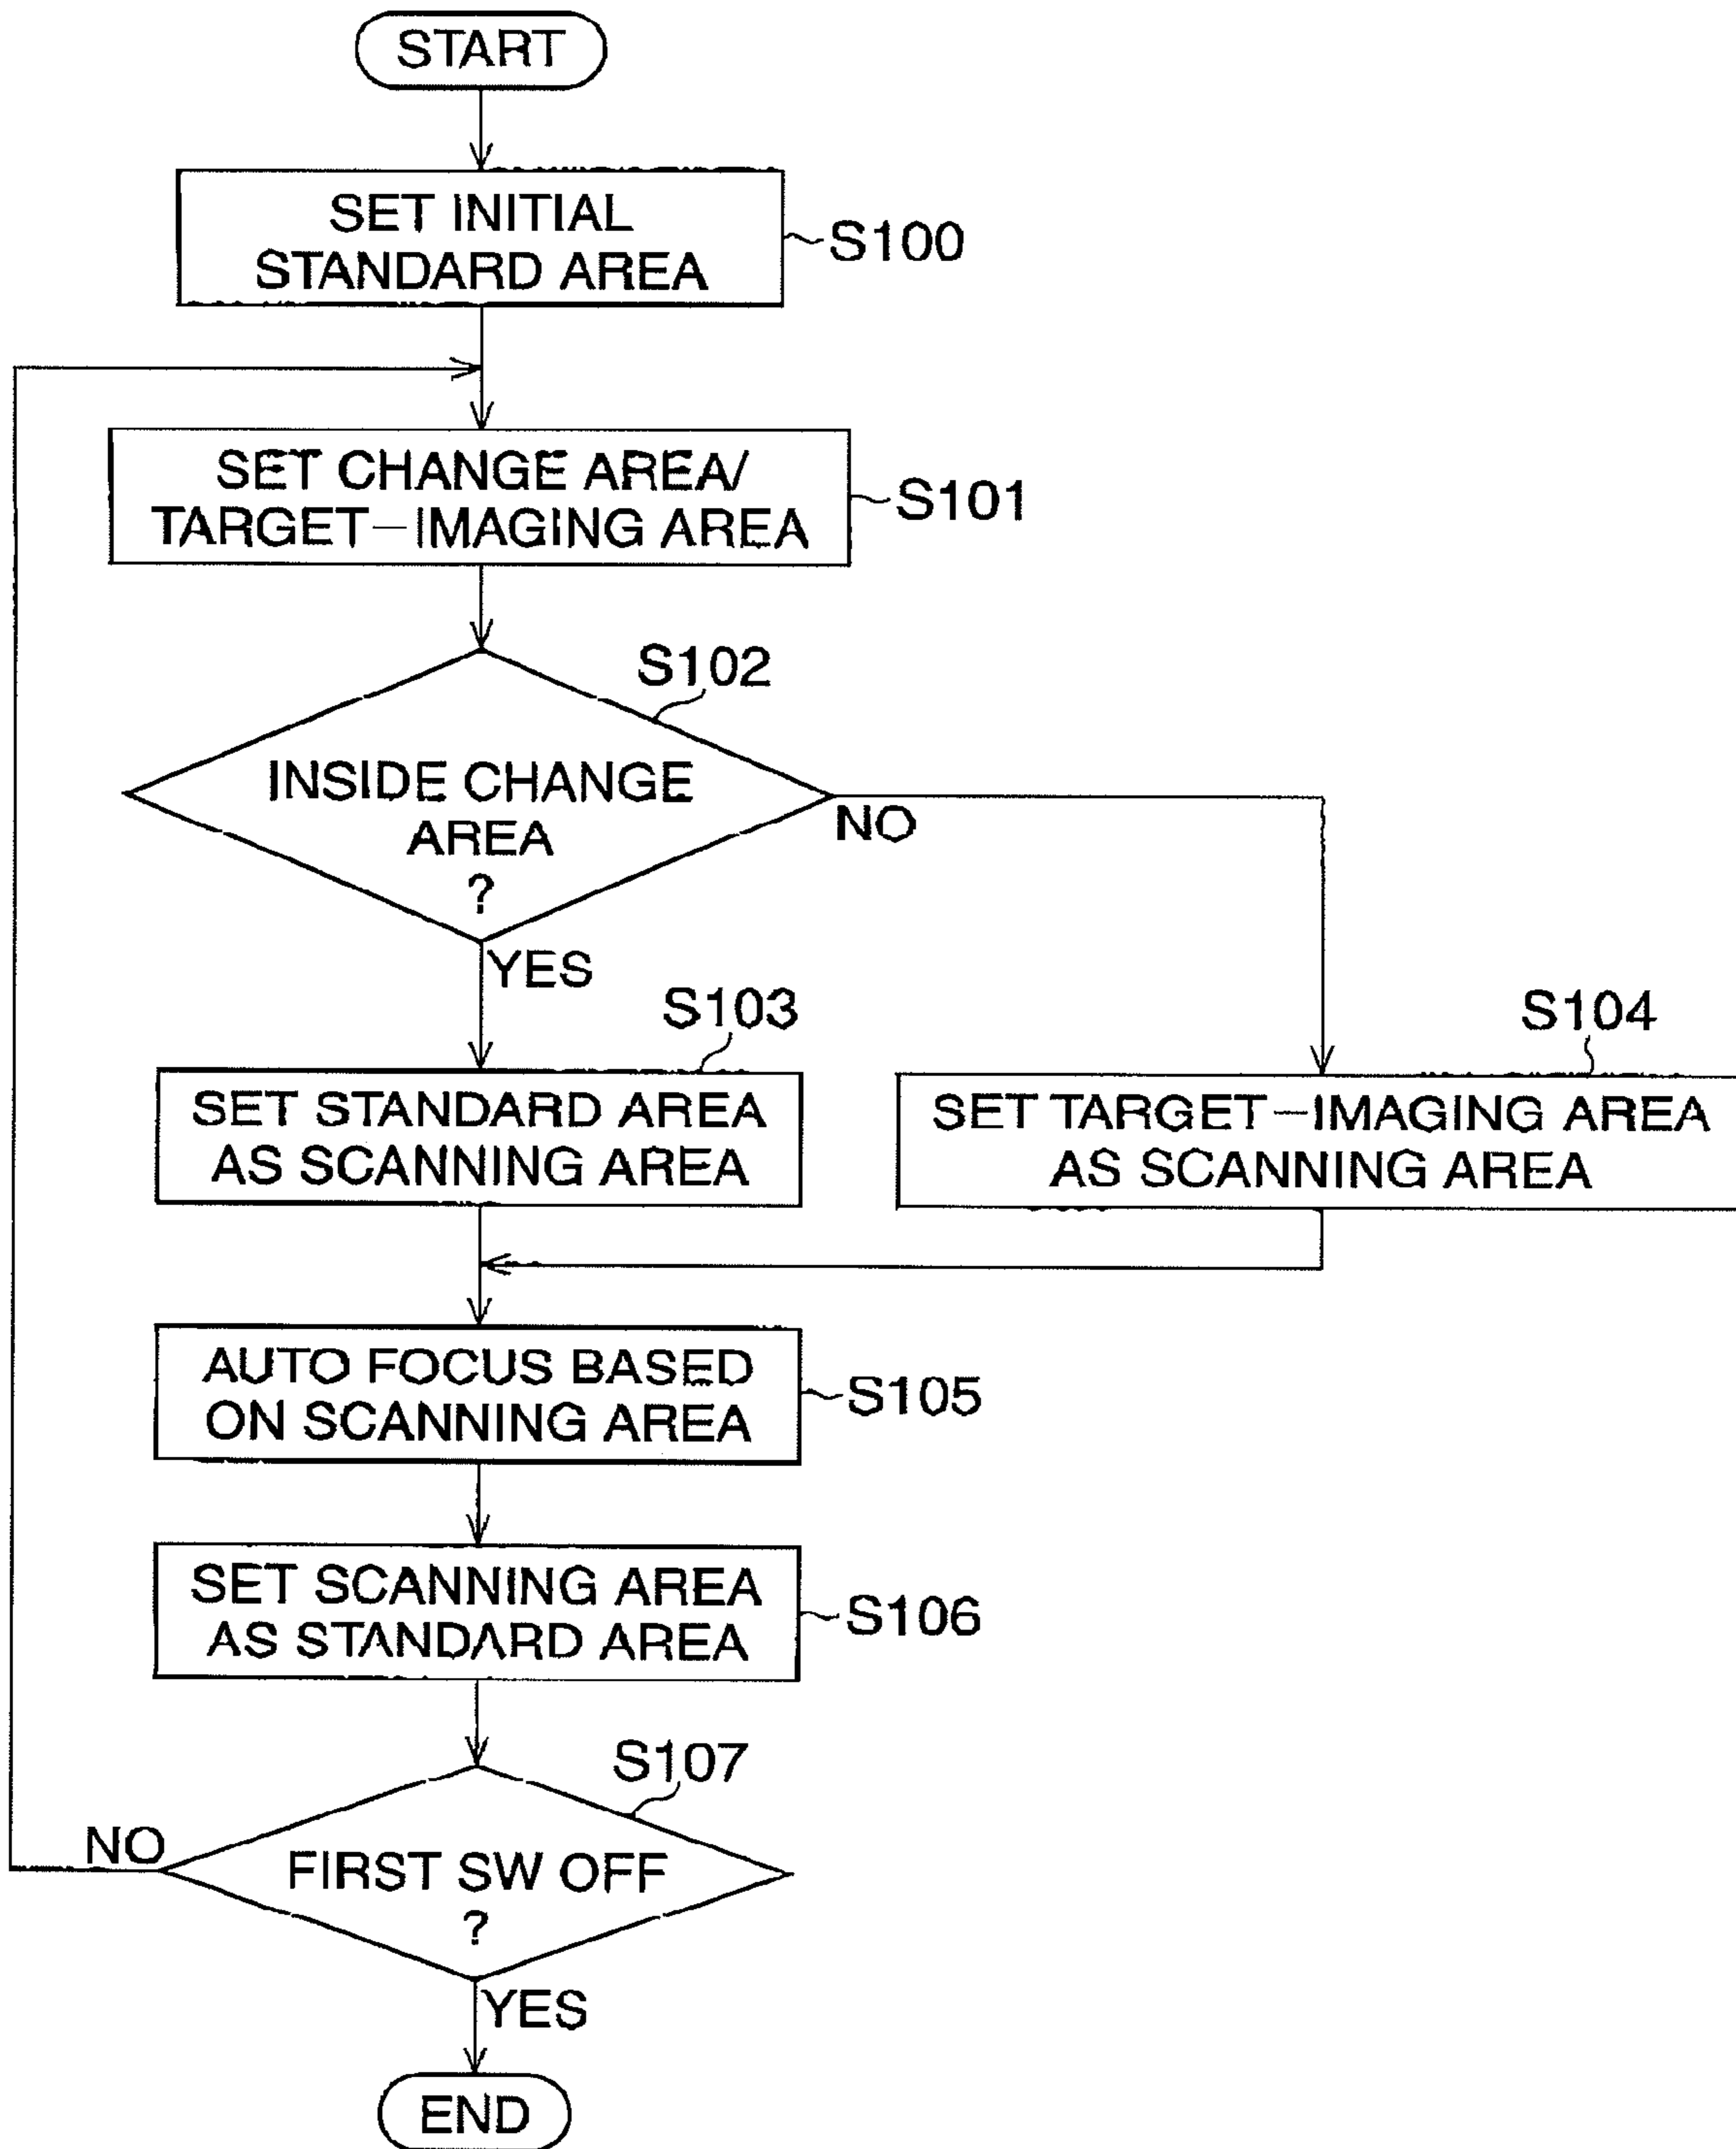 START
SET INITIAL
STANDARD AREA
S100
SET CHANGE AREA/
TARGET-IMAGING AREA
S101
S102
INSIDE CHANGE
AREA
?
NO
YES
S103
SET STANDARD AREA
AS SCANNING AREA
S104
SET TARGET-IMAGING AREA
AS SCANNING AREA
AUTO FOCUS BASED
ON SCANNING AREA
S105
SET SCANNING AREA
AS STANDARD AREA
S106
S107
FIRST SW OFF
?
NO
YES
END